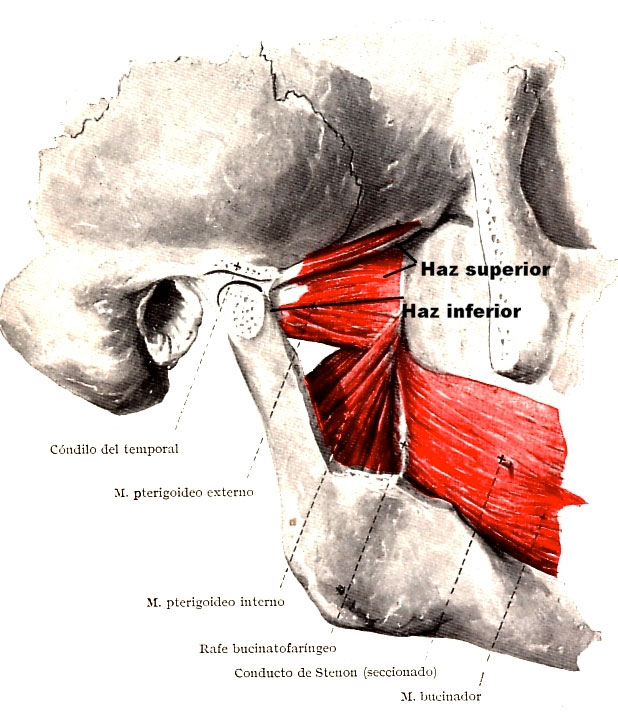 Haz superior
Haz inferior
Cóndilo del temporal
M. pterigoideo externo
M. pterigoideo interno
Rafe bucinatofaríngeo
Conducto de Stenon (seccionado)
M. bucinador